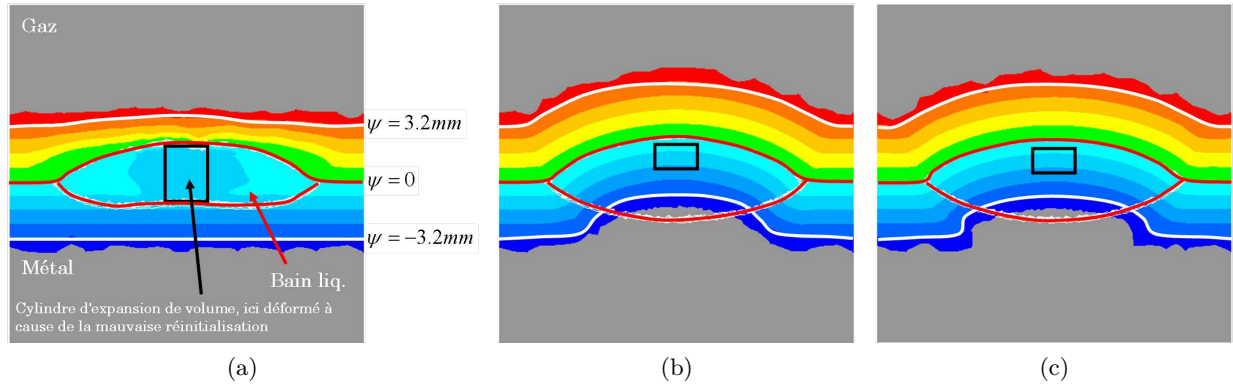 Gaz
ψ = 3.2mm
ψ = 0
ψ = −3.2mm
Métal
Bain liq.
Cylindre d'expansion de volume, ici déformé à
cause de la mauvaise réinitialisation
(a)
(b)
(c)